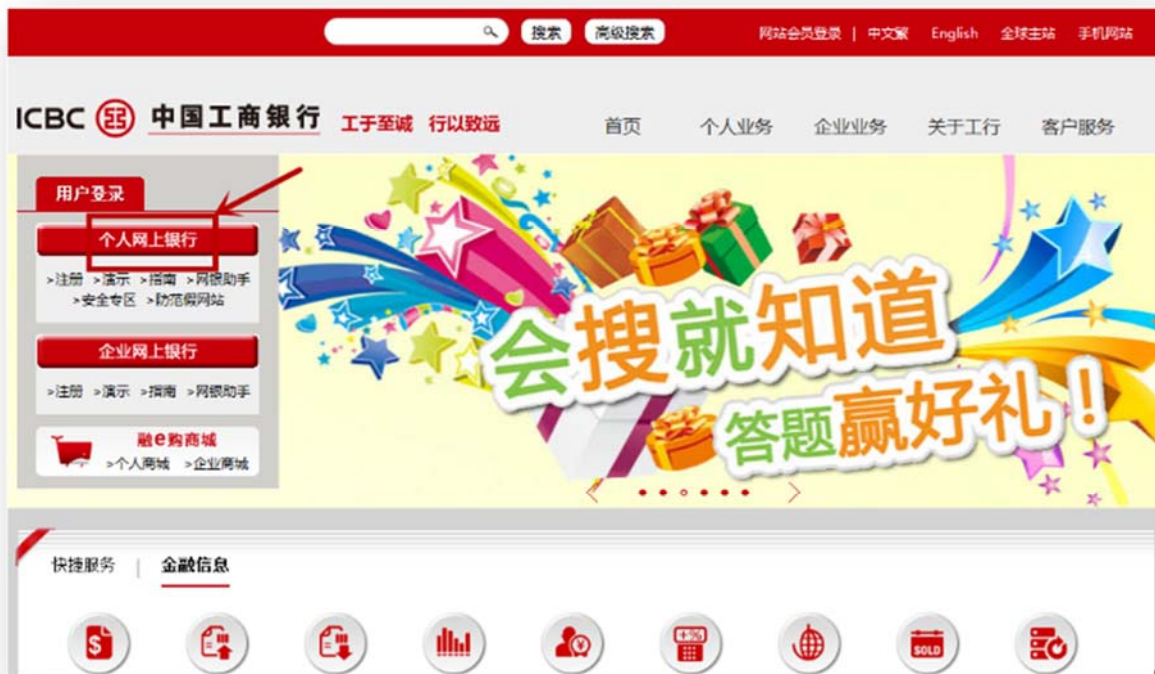 搜索 高级搜索 网站会员登录 | 中文繁 English 全球主站 手机网站
ICBC 中国工商银行 工于至诚 行以致远 首页 个人业务 企业业务 关于工行 客户服务
用户登录
个人网上银行
>注册 >演示 >指南 >网银助手
>安全专区 >防范假网站
企业网上银行
>注册 >演示 >指南 >网银助手
融e购商城
>个人商城 >企业商城
会搜就知道
答题赢好礼！
快捷服务 | 金融信息
$
+%
SOLD